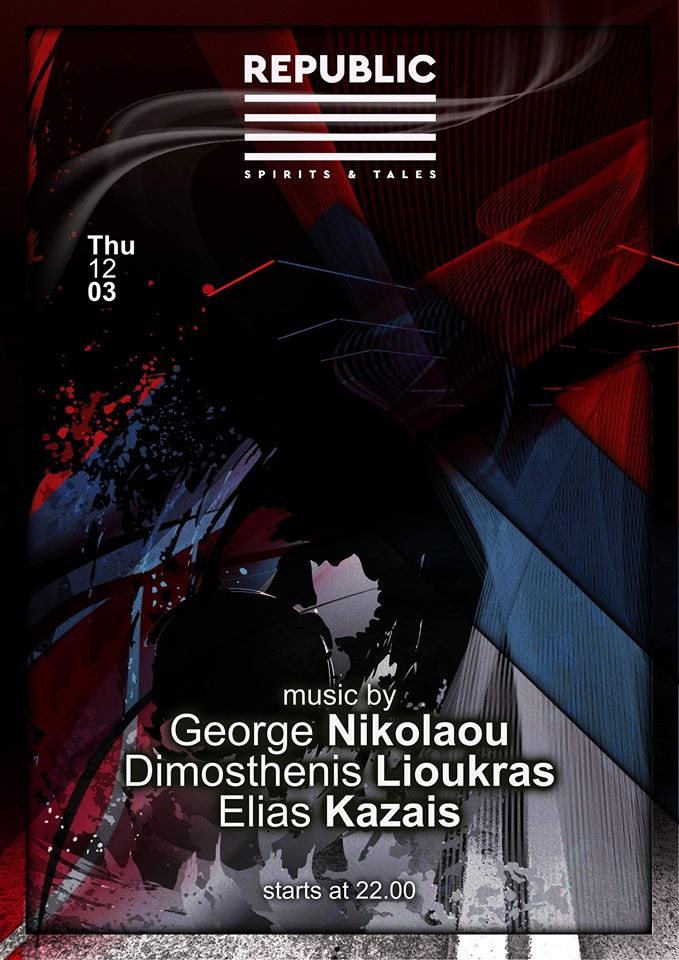 REPUBLIC
SPIRITS & TALES
Thu
12
03
music by
George Nikolaou
Dimosthenis Lioukras
Elias Kazais
starts at 22.00